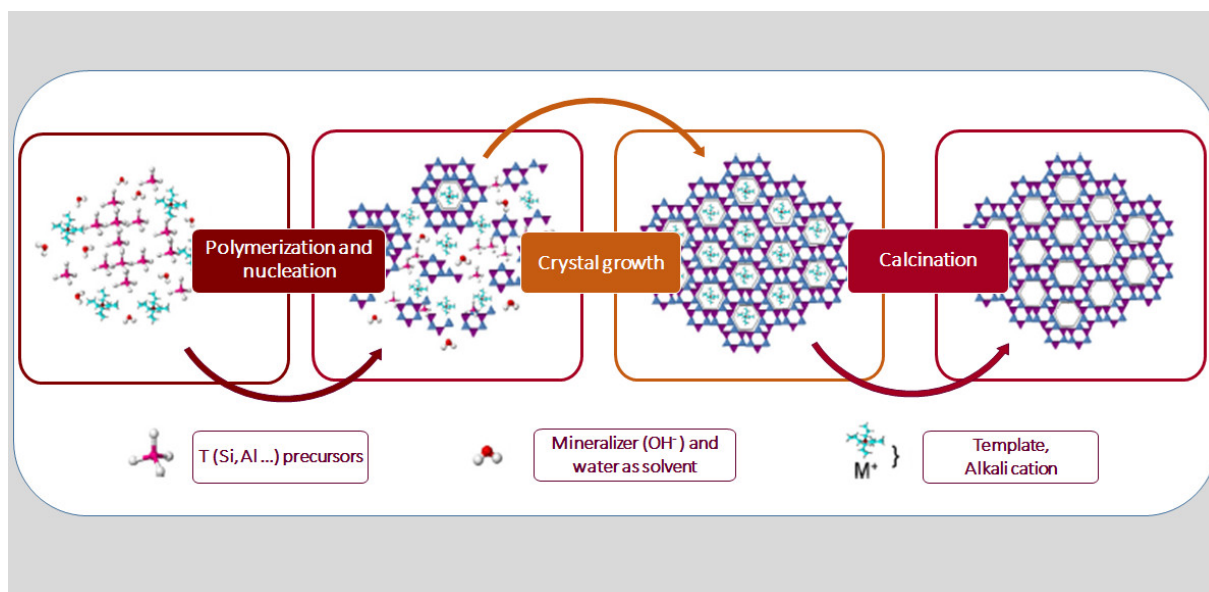 Polymerization and
nucleation
Crystal growth
Calcination
T (Si, Al ...) precursors
Mineralizer (OH⁻) and
water as solvent
M⁺
}
Template,
Alkali cation